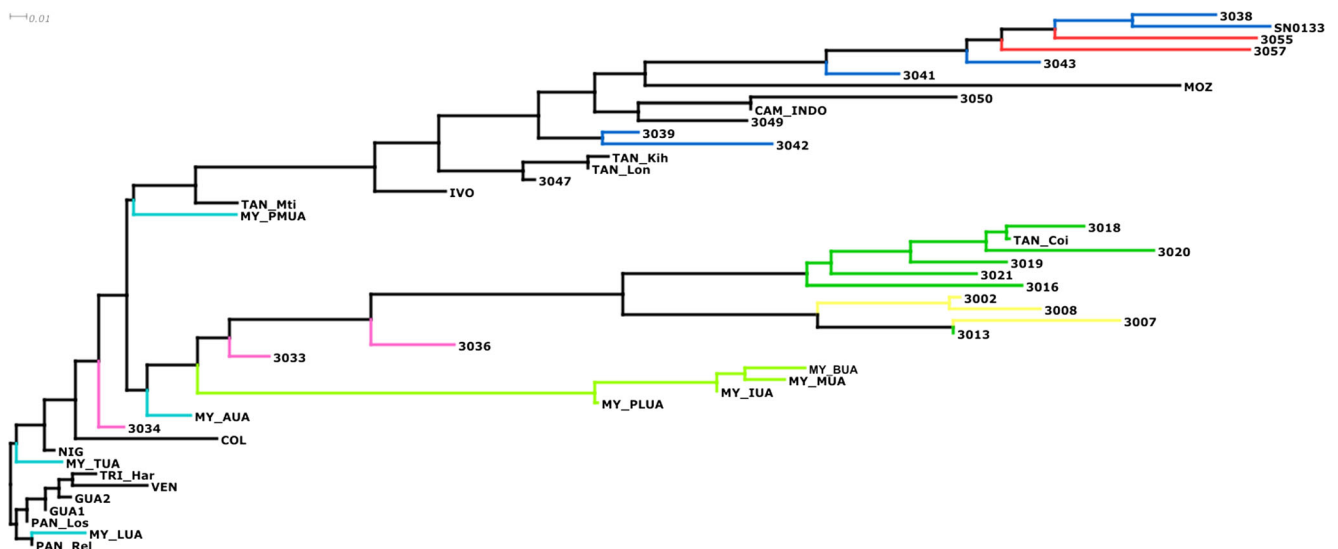 0.01
3038
SN0133
3055
3057
3043
3041
MOZ
3050
CAM_INDO
3049
3039
3042
TAN_Kih
TAN_Lon
3047
IVO
TAN_Mti
MY_PMUA
3018
TAN_Coi
3020
3019
3021
3016
3002
3008
3007
3013
3036
3033
MY_BUA
MY_MUA
MY_IUA
MY_PLUA
MY_AUA
3034
COL
NIG
MY_TUA
TRI_Har
VEN
GUA2
GUA1
PAN_Los
MY_LUA
PAN_Rel